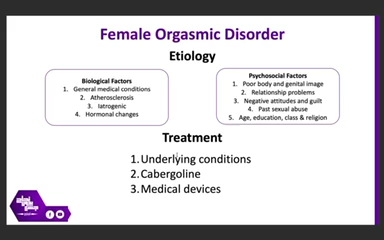 Female Orgasmic Disorder
Etiology
Biological Factors
1. General medical conditions
2. Atherosclerosis
3. Iatrogenic
4. Hormonal changes
Psychosocial Factors
1. Poor body and genital image
2. Relationship problems
3. Negative attitudes and guilt
4. Past sexual abuse
5. Age, education, class & religion
Treatment
1. Underlying conditions
2. Cabergoline
3. Medical devices